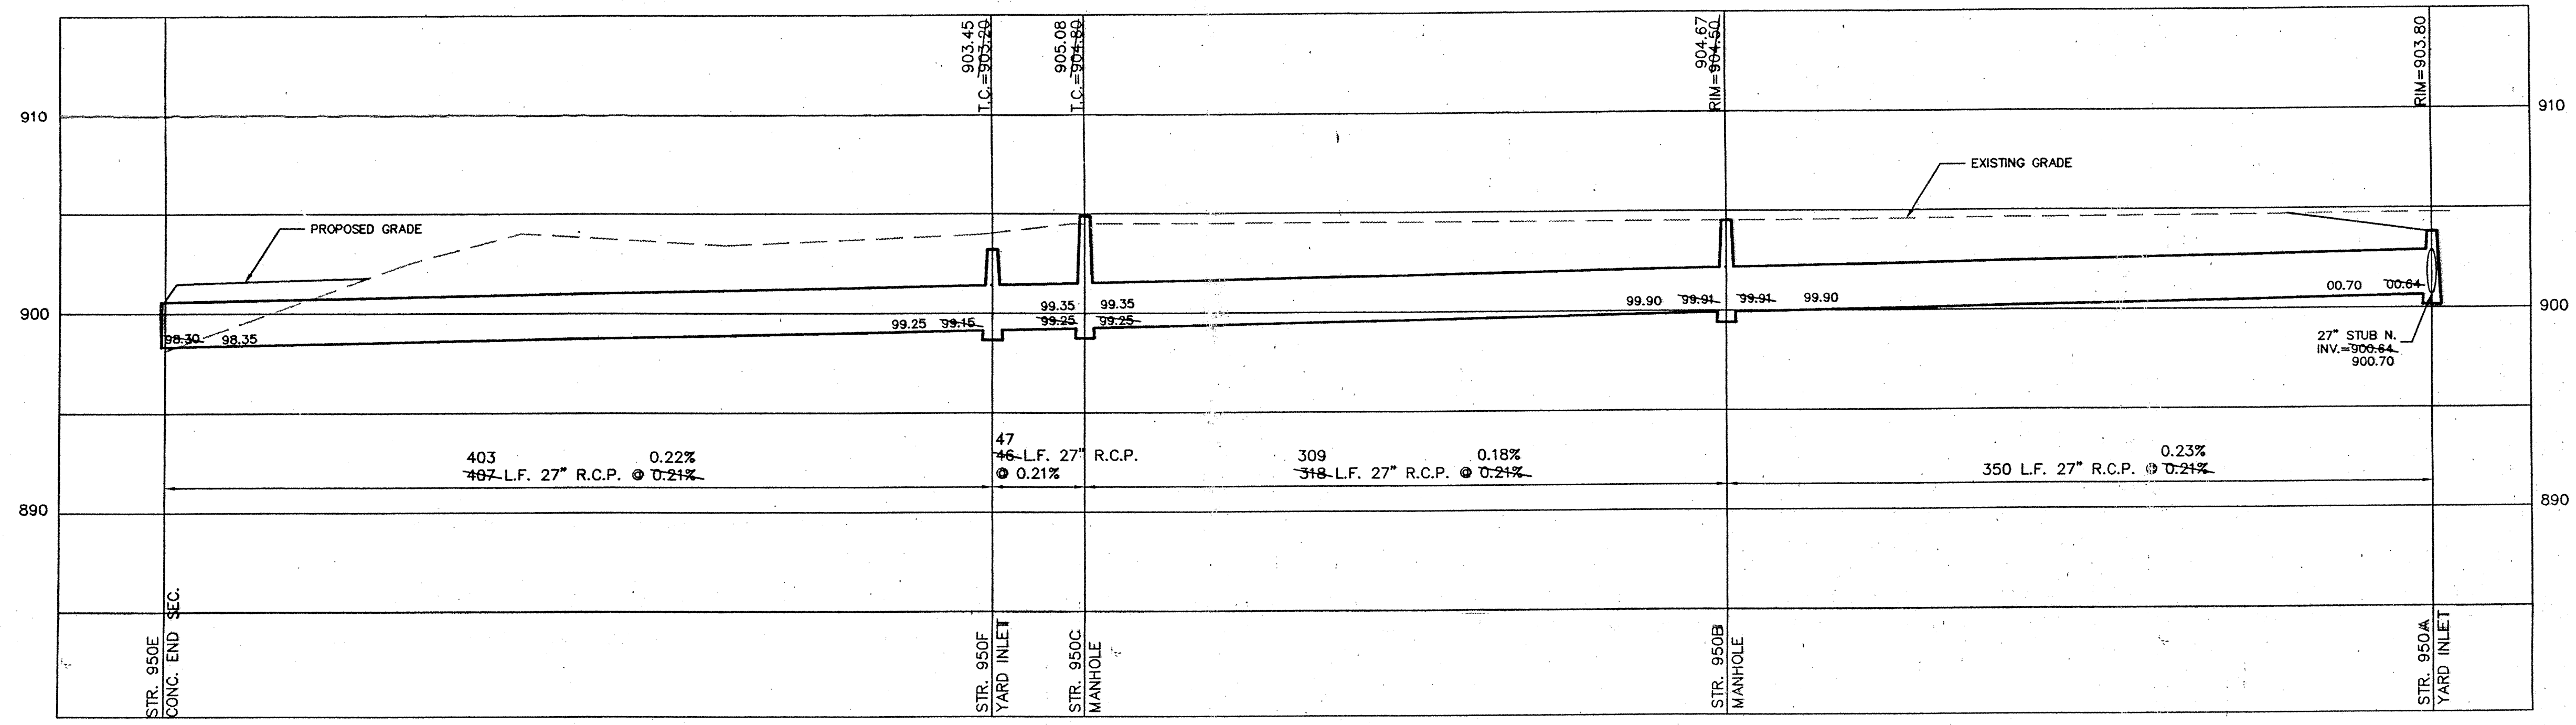 903.45
T.C.=903.20
905.08
T.C.=904.80
904.67
RIM=904.50
RIM=903.80
910
910
EXISTING GRADE
PROPOSED GRADE
900
900
98.30 98.35
99.25 99.15
99.35 99.35
99.25 99.25
99.90 99.91 99.91 99.90
00.70 00.64
27" STUB N.
INV.=900.64
900.70
403 0.22%
407 L.F. 27" R.C.P. @ 0.21%
47
46 L.F. 27" R.C.P.
@ 0.21%
309 0.18%
318 L.F. 27" R.C.P. @ 0.21%
0.23%
350 L.F. 27" R.C.P. @ 0.21%
890
890
STR. 950E
CONC. END SEC.
STR. 950F
YARD INLET
STR. 950C
MANHOLE
STR. 950B
MANHOLE
STR. 950A
YARD INLET